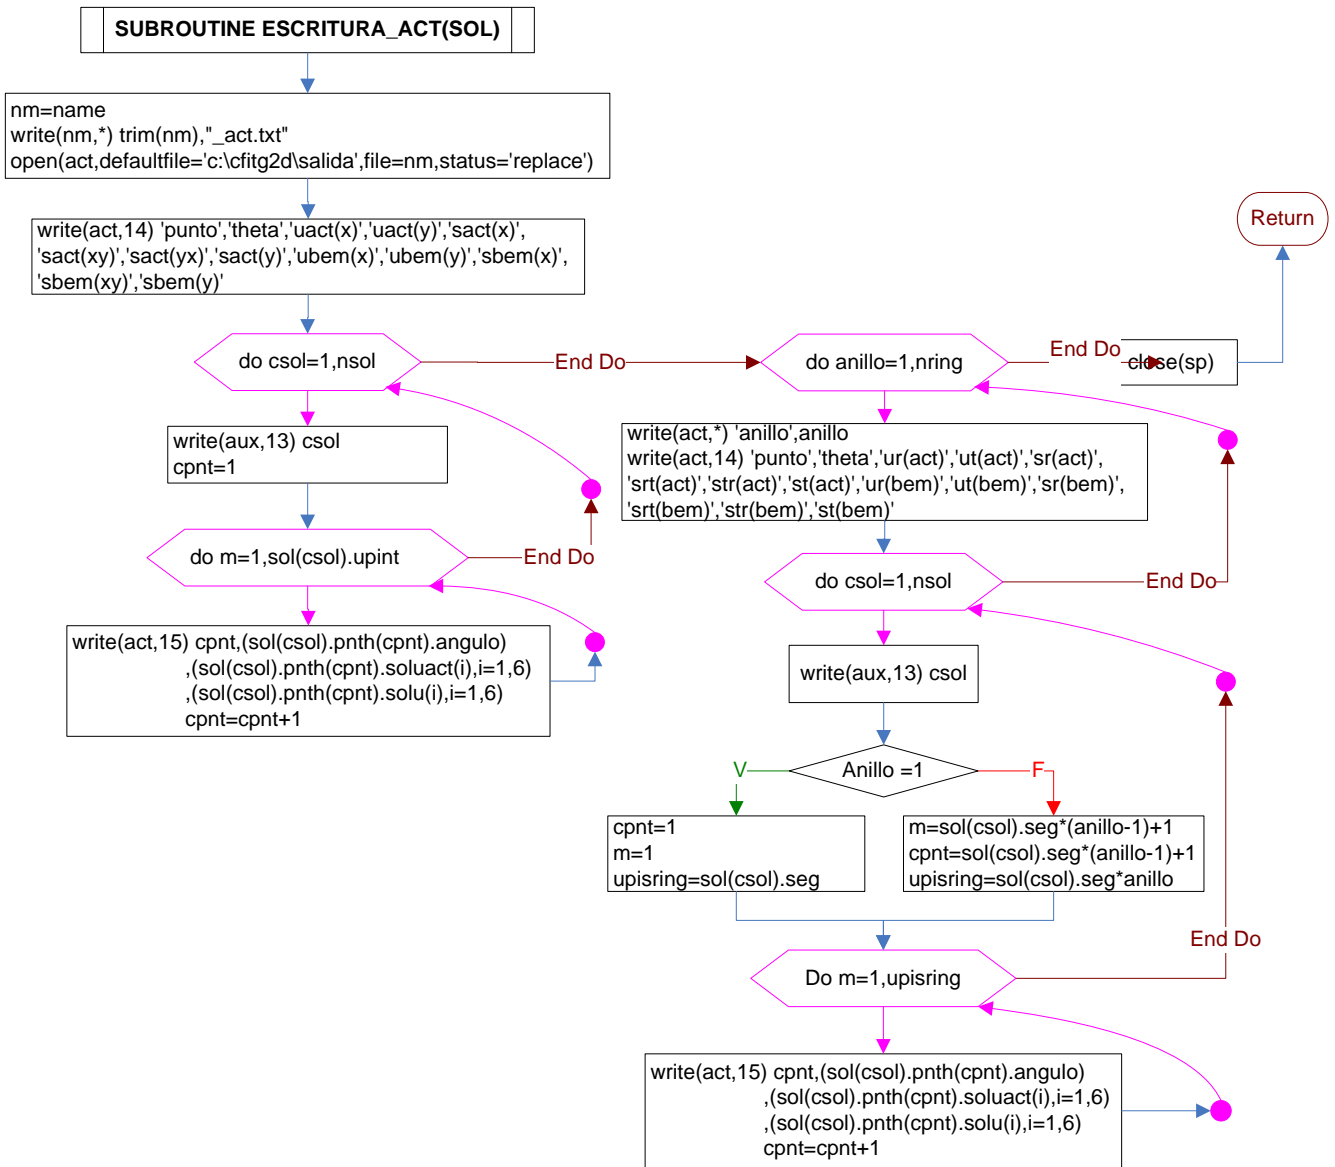 SUBROUTINE ESCRITURA_ACT(SOL)
nm=name
write(nm,*) trim(nm),"_act.txt"
open(act,defaultfile='c:\cfitg2d\salida',file=nm,status='replace')
write(act,14) 'punto','theta','uact(x)','uact(y)','sact(x)',
'sact(xy)','sact(yx)','sact(y)','ubem(x)','ubem(y)','sbem(x)',
'sbem(xy)','sbem(y)'
do csol=1,nsol
End Do
write(aux,13) csol
cpnt=1
do m=1,sol(csol).upint
End Do
write(act,15) cpnt,(sol(csol).pnth(cpnt).angulo)
,(sol(csol).pnth(cpnt).soluact(i),i=1,6)
,(sol(csol).pnth(cpnt).solu(i),i=1,6)
cpnt=cpnt+1
do anillo=1,nring
End Do
close(sp)
Return
write(act,*) 'anillo',anillo
write(act,14) 'punto','theta','ur(act)','ut(act)','sr(act)',
'srt(act)','str(act)','st(act)','ur(bem)','ut(bem)','sr(bem)',
'srt(bem)','str(bem)','st(bem)'
do csol=1,nsol
End Do
write(aux,13) csol
Anillo =1
V
F
cpnt=1
m=1
upisring=sol(csol).seg
m=sol(csol).seg*(anillo-1)+1
cpnt=sol(csol).seg*(anillo-1)+1
upisring=sol(csol).seg*anillo
Do m=1,upisring
End Do
write(act,15) cpnt,(sol(csol).pnth(cpnt).angulo)
,(sol(csol).pnth(cpnt).soluact(i),i=1,6)
,(sol(csol).pnth(cpnt).solu(i),i=1,6)
cpnt=cpnt+1